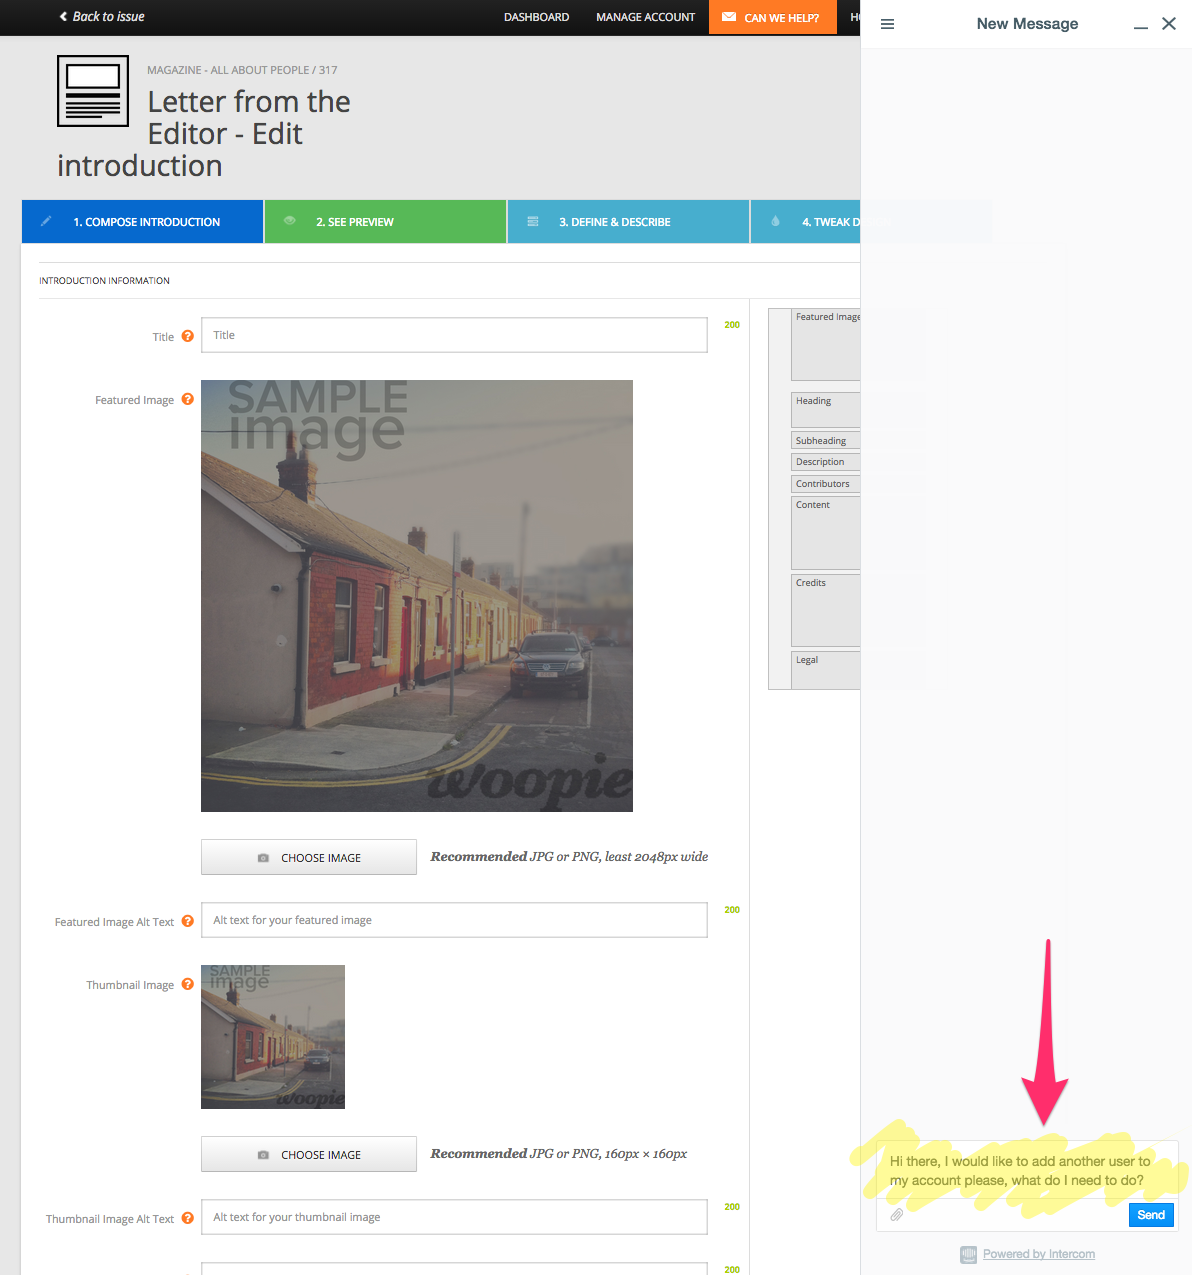 Back to issue
DASHBOARD
MANAGE ACCOUNT
CAN WE HELP?
New Message
MAGAZINE - ALL ABOUT PEOPLE / 317
Letter from the
Editor - Edit
introduction
1. COMPOSE INTRODUCTION
2. SEE PREVIEW
3. DEFINE & DESCRIBE
4. TWEAK D
INTRODUCTION INFORMATION
Title ? Title 200
Featured Image ?
SAMPLE
image
woopie
CHOOSE IMAGE
Recommended JPG or PNG, least 2048px wide
Featured Image Alt Text ? Alt text for your featured image 200
Thumbnail Image ?
SAMPLE
image
woopie
CHOOSE IMAGE
Recommended JPG or PNG, 160px × 160px
Thumbnail Image Alt Text ? Alt text for your thumbnail image 200
200
Featured Image
Heading
Subheading
Description
Contributors
Content
Credits
Legal
Hi there, I would like to add another user to
my account please, what do I need to do?
Send
Powered by Intercom